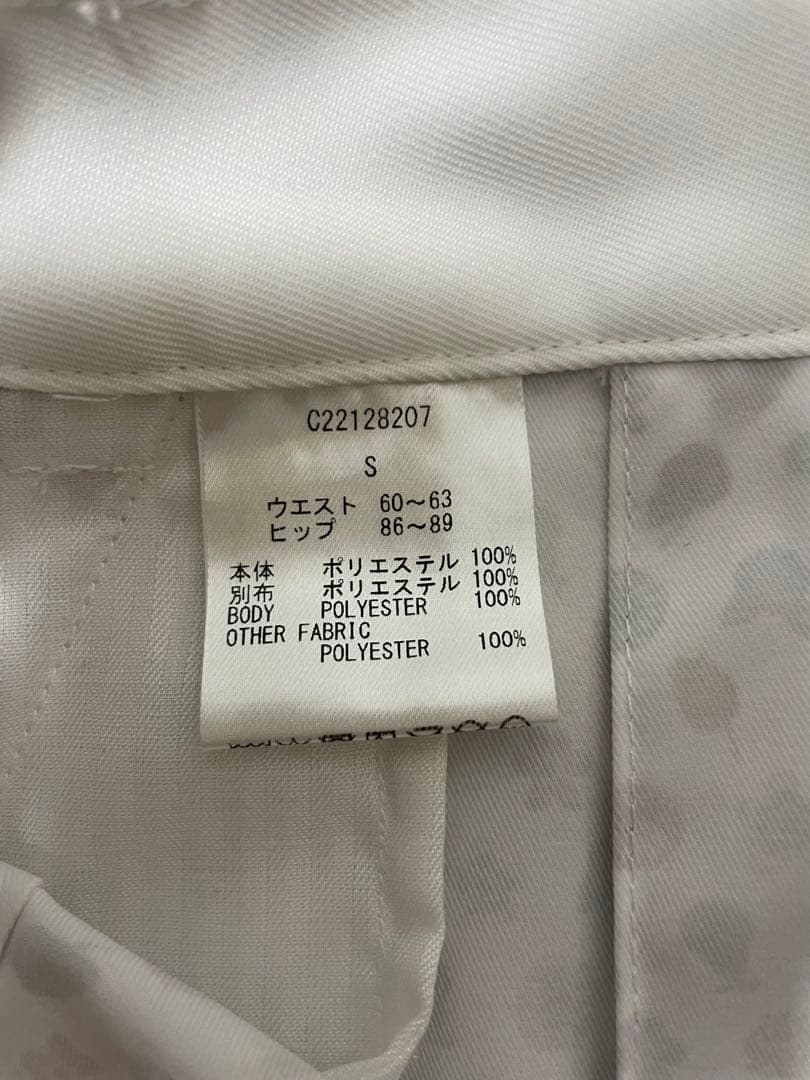 C22128207
S
ウエスト 60～63
ヒップ 86～89
本体 ポリエステル 100%
別布 ポリエステル 100%
BODY POLYESTER 100%
OTHER FABRIC
POLYESTER 100%